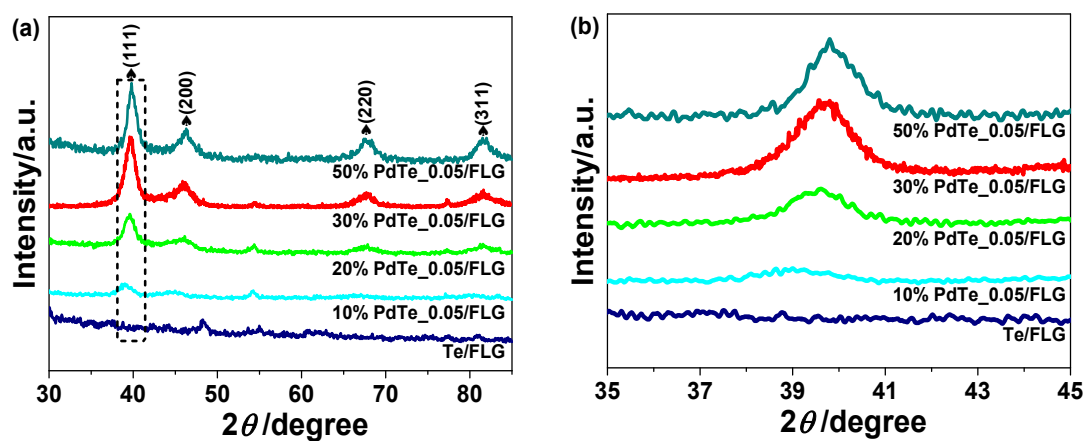 (a)
Intensity/a.u.
♠(111)
♠(200)
♠(220)
♠(311)
50% PdTe_0.05/FLG
30% PdTe_0.05/FLG
20% PdTe_0.05/FLG
10% PdTe_0.05/FLG
Te/FLG
30 40 50 60 70 80
2θ /degree
(b)
Intensity/a.u.
50% PdTe_0.05/FLG
30% PdTe_0.05/FLG
20% PdTe_0.05/FLG
10% PdTe_0.05/FLG
Te/FLG
35 37 39 41 43 45
2θ /degree